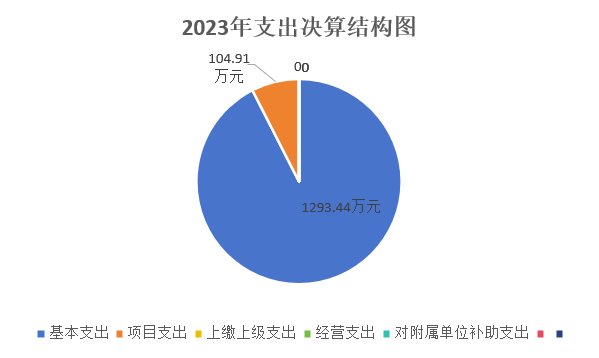 2023年支出决算结构图
104.91
万元
00
1293.44万元
基本支出 项目支出 上缴上级支出 经营支出 对附属单位补助支出